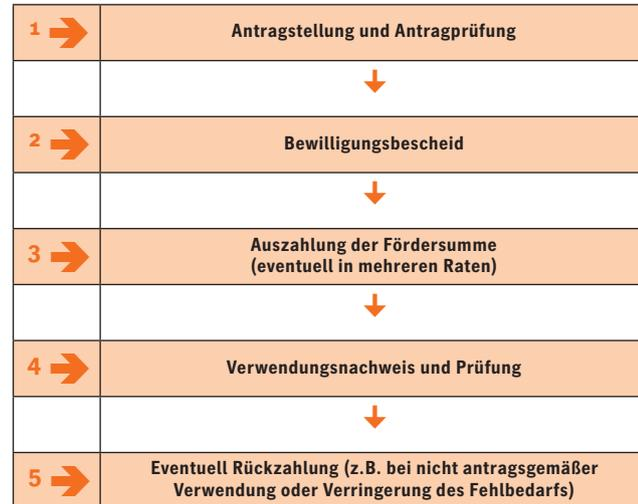 1 Antragstellung und Antragprüfung
2 Bewilligungsbescheid
3 Auszahlung der Fördersumme
(eventuell in mehreren Raten)
4 Verwendungsnachweis und Prüfung
5 Eventuell Rückzahlung (z.B. bei nicht antragsgemäßer
Verwendung oder Verringerung des Fehlbedarfs)